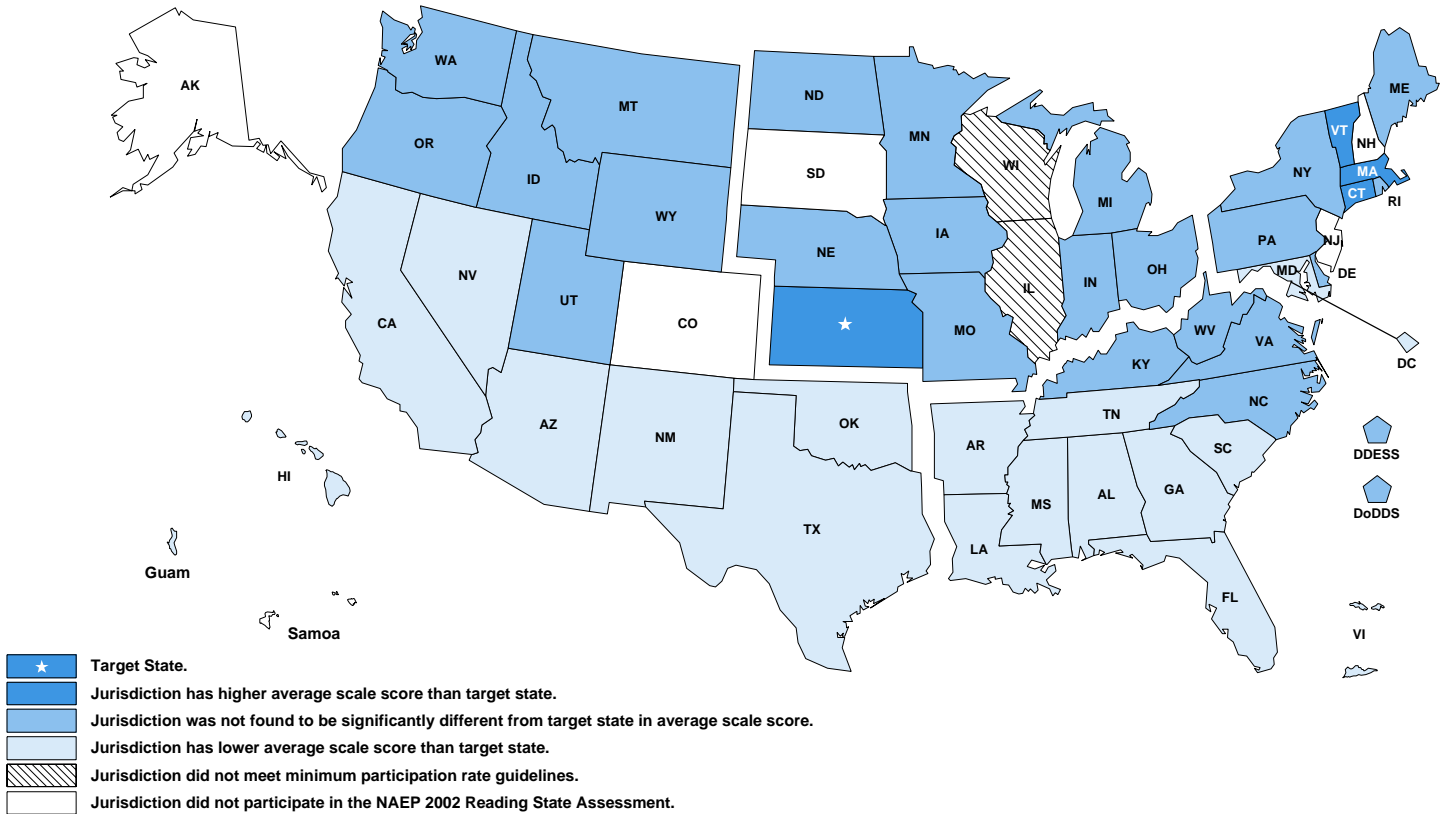 AK
WA
MT
ND
MN
ME
VT
NH
OR
ID
SD
WI
NY
MA
CT
RI
WY
MI
IA
PA
NJ
NE
NV
UT
CO
IL
IN
OH
MD
DE
CA
MO
WV
VA
KY
DC
AZ
NM
OK
AR
TN
NC
SC
DDESS
HI
MS
AL
GA
DoDDS
TX
LA
Guam
FL
Samoa
VI
Target State.
Jurisdiction has higher average scale score than target state.
Jurisdiction was not found to be significantly different from target state in average scale score.
Jurisdiction has lower average scale score than target state.
Jurisdiction did not meet minimum participation rate guidelines.
Jurisdiction did not participate in the NAEP 2002 Reading State Assessment.